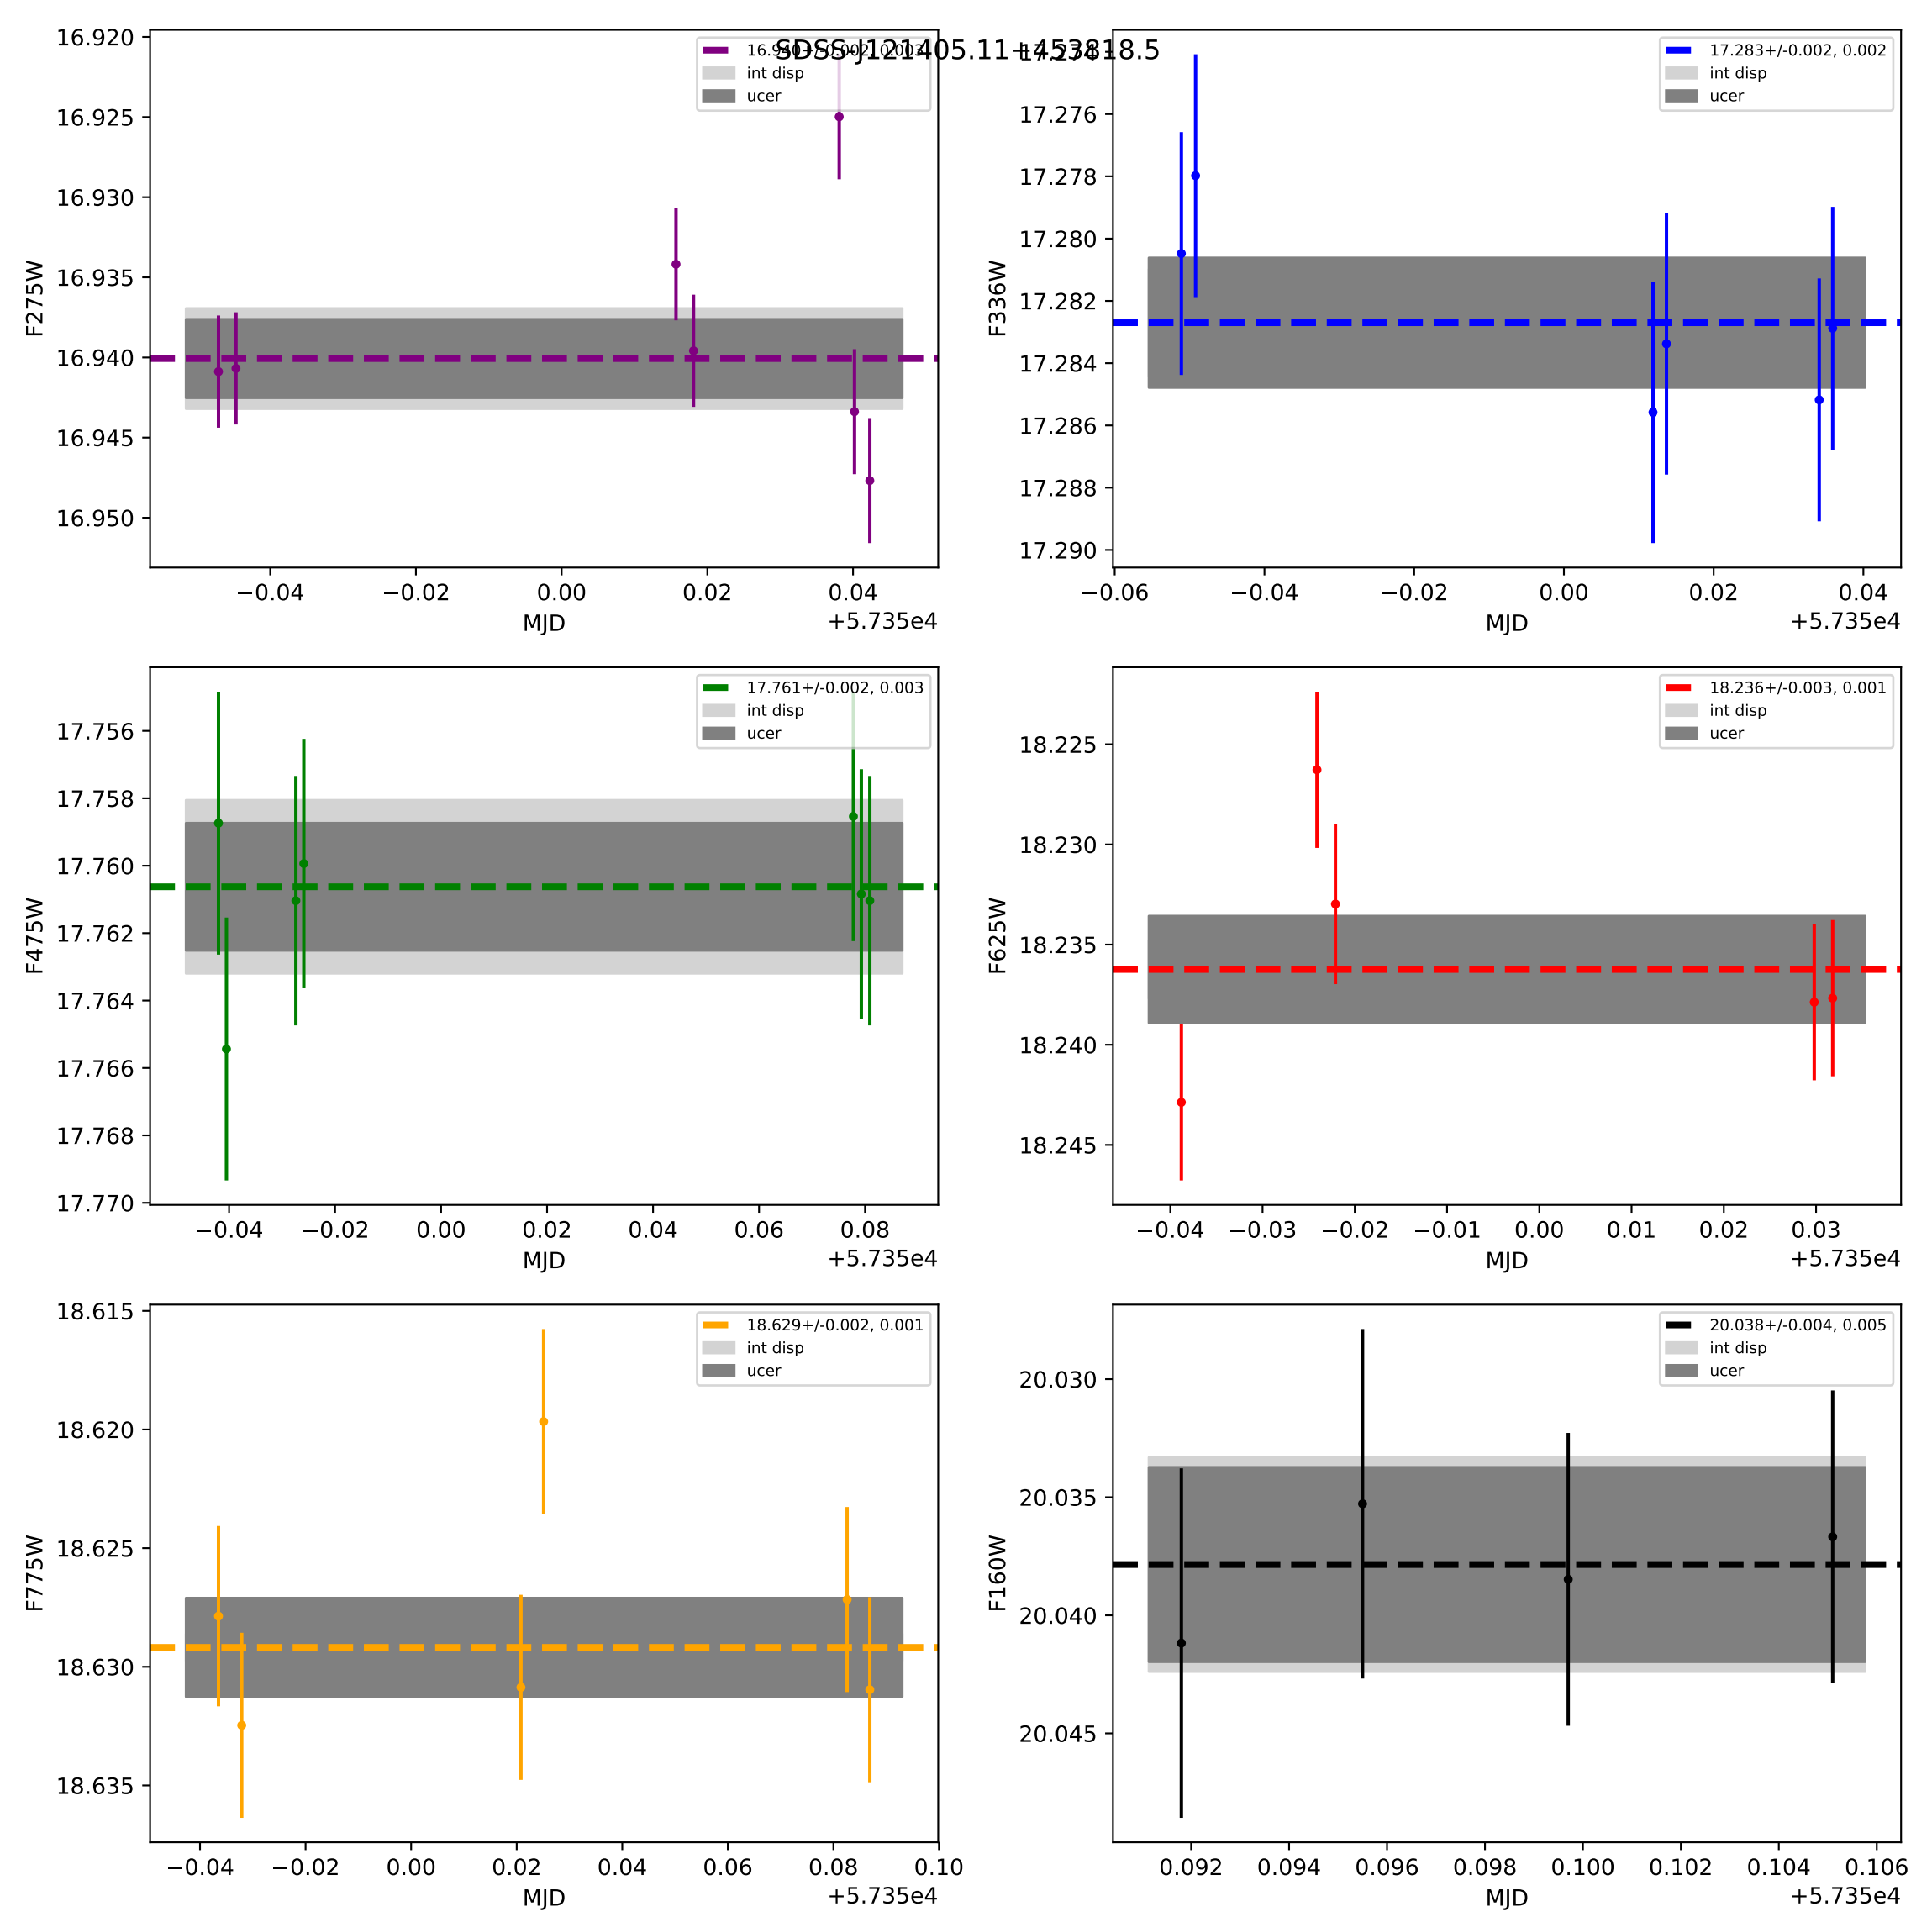 SDSS-J121405.11+453818.5
16.920
16.925
16.930
16.935
16.940
16.945
16.950
F275W
16.940+/-0.002, 0.003
int disp
ucer
−0.04 −0.02 0.00 0.02 0.04
MJD
+5.735e4
17.274
17.276
17.278
17.280
17.282
17.284
17.286
17.288
17.290
F336W
17.283+/-0.002, 0.002
int disp
ucer
−0.06 −0.04 −0.02 0.00 0.02 0.04
MJD
+5.735e4
17.756
17.758
17.760
17.762
17.764
17.766
17.768
17.770
F475W
17.761+/-0.002, 0.003
int disp
ucer
−0.04 −0.02 0.00 0.02 0.04 0.06 0.08
MJD
+5.735e4
18.225
18.230
18.235
18.240
18.245
F625W
18.236+/-0.003, 0.001
int disp
ucer
−0.04 −0.03 −0.02 −0.01 0.00 0.01 0.02 0.03
MJD
+5.735e4
18.615
18.620
18.625
18.630
18.635
F775W
18.629+/-0.002, 0.001
int disp
ucer
−0.04 −0.02 0.00 0.02 0.04 0.06 0.08 0.10
MJD
+5.735e4
20.030
20.035
20.040
20.045
F160W
20.038+/-0.004, 0.005
int disp
ucer
0.092 0.094 0.096 0.098 0.100 0.102 0.104 0.106
MJD
+5.735e4